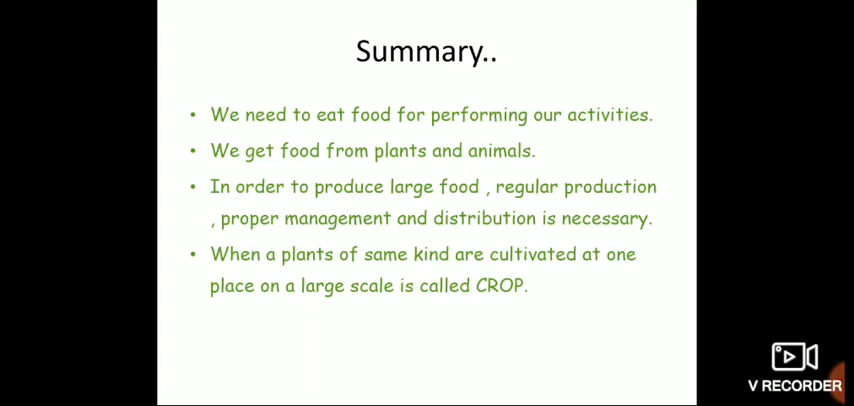 Summary..
• We need to eat food for performing our activities.
• We get food from plants and animals.
• In order to produce large food , regular production
, proper management and distribution is necessary.
• When a plants of same kind are cultivated at one
place on a large scale is called CROP.
V RECORDER